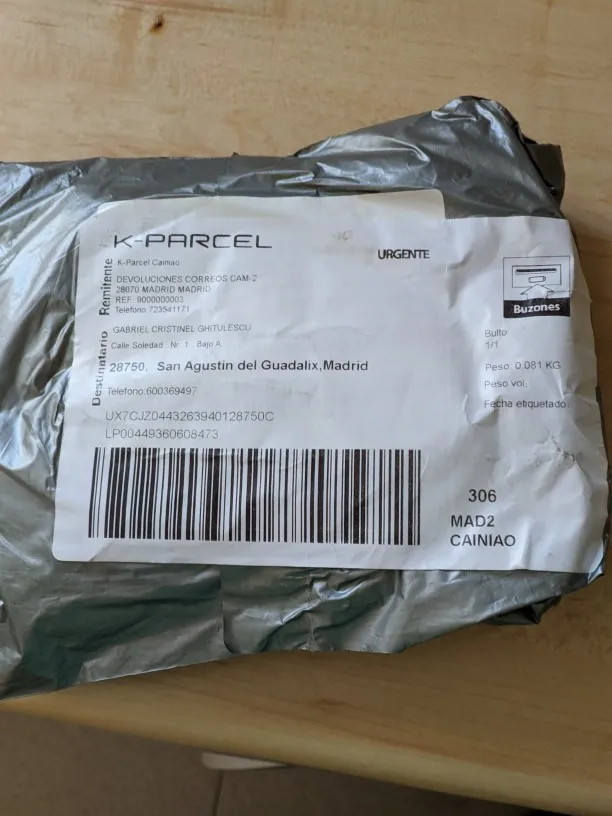 K-PARCEL
URGENTE
Remitente
K-Parcel Cainiao
DEVOLUCIONES CORREOS CAM-2
28070 MADRID MADRID
REF. 9000000003
Telefono 723541171
Destinatario
GABRIEL CRISTINEL GHITULESCU
Calle Soledad . Nr. 1 . Bajo A
28750, San Agustin del Guadalix,Madrid
Telefono:600369497
UX7CJZ0443263940128750C
LP00449360608473
Buzones
Bulto
1/1
Peso: 0.081 KG
Peso vol:
Fecha etiquetado:
306
MAD2
CAINIAO